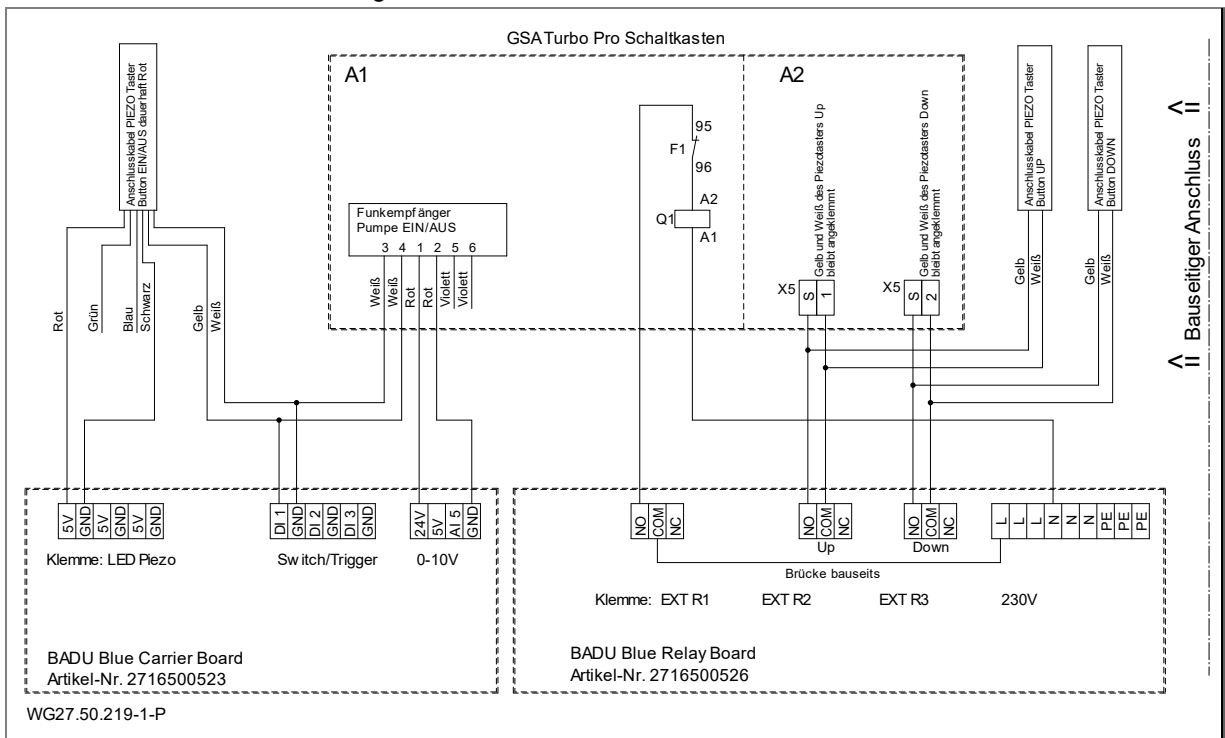 GSA Turbo Pro Schaltkasten
Anschlusskabel PIEZO Taster
Button EIN/AUS dauerhaft Rot
A1
A2
95
F1
96
A2
Q1
A1
Funkempfänger
Pumpe EIN/AUS
3 4 1 2 5 6
Weiß
Weiß
Rot
Rot
Violett
Violett
Gelb und Weiß des Piezotasters Up
bleibt angeklemmt
Gelb und Weiß des Piezotasters Down
bleibt angeklemmt
X5
S
1
X5
S
2
Anschlusskabel PIEZO Taster
Button UP
Anschlusskabel PIEZO Taster
Button DOWN
Gelb
Weiß
Gelb
Weiß
Bauseitiger Anschluss
Rot
Grün
Blau
Schwarz
Gelb
Weiß
5V
GND
5V
GND
5V
GND
Klemme: LED Piezo
DI 1
GND
DI 2
GND
DI 3
GND
Switch/Trigger
24V
5V
AI 5
GND
0-10V
NO
COM
NC
NO
COM
NC
Up
NO
COM
NC
Down
L
L
L
N
N
N
PE
PE
PE
Brücke bauseits
Klemme: EXT R1 EXT R2 EXT R3 230V
BADU Blue Carrier Board
Artikel-Nr. 2716500523
BADU Blue Relay Board
Artikel-Nr. 2716500526
WG27.50.219-1-P